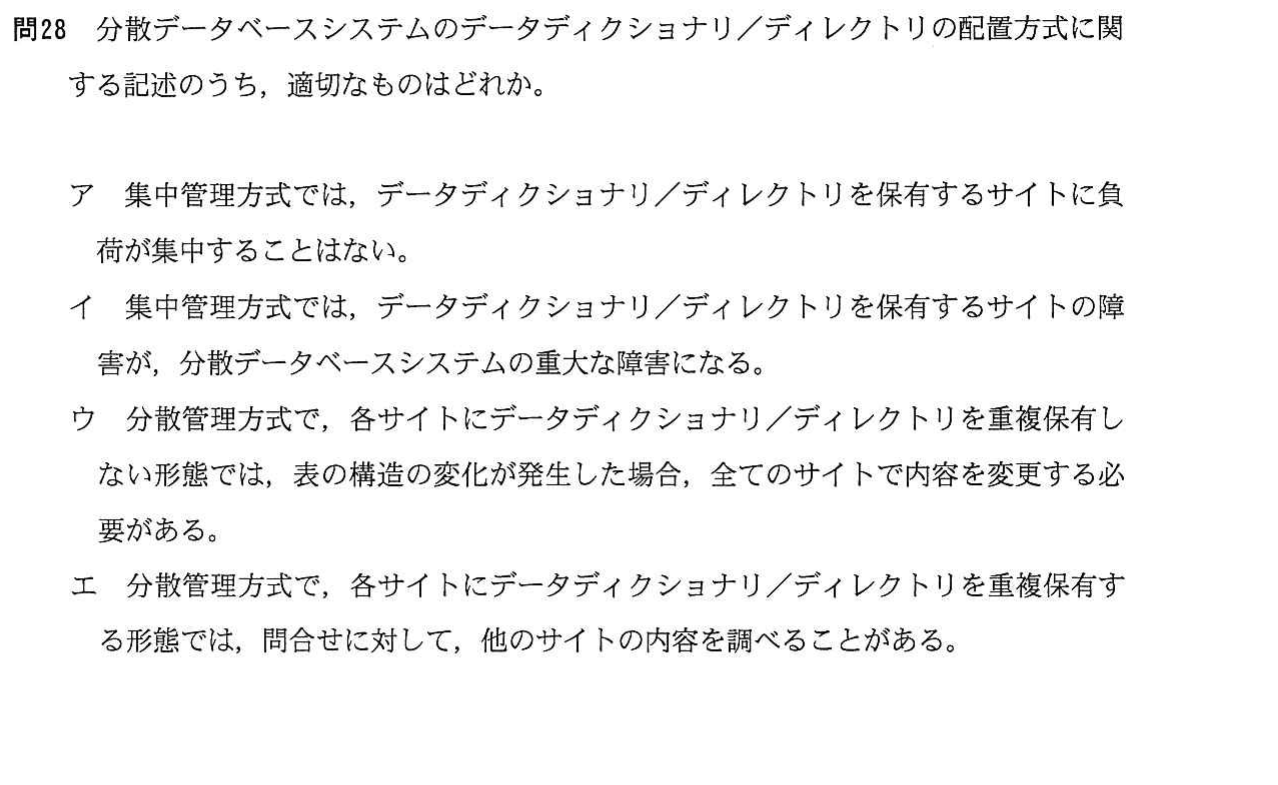 問28　分散データベースシステムのデータディクショナリ／ディレクトリの配置方式に関
する記述のうち，適切なものはどれか。
ア　集中管理方式では，データディクショナリ／ディレクトリを保有するサイトに負
荷が集中することはない。
イ　集中管理方式では，データディクショナリ／ディレクトリを保有するサイトの障
害が，分散データベースシステムの重大な障害になる。
ウ　分散管理方式で，各サイトにデータディクショナリ／ディレクトリを重複保有し
ない形態では，表の構造の変化が発生した場合，全てのサイトで内容を変更する必
要がある。
エ　分散管理方式で，各サイトにデータディクショナリ／ディレクトリを重複保有す
る形態では，問合せに対して，他のサイトの内容を調べることがある。